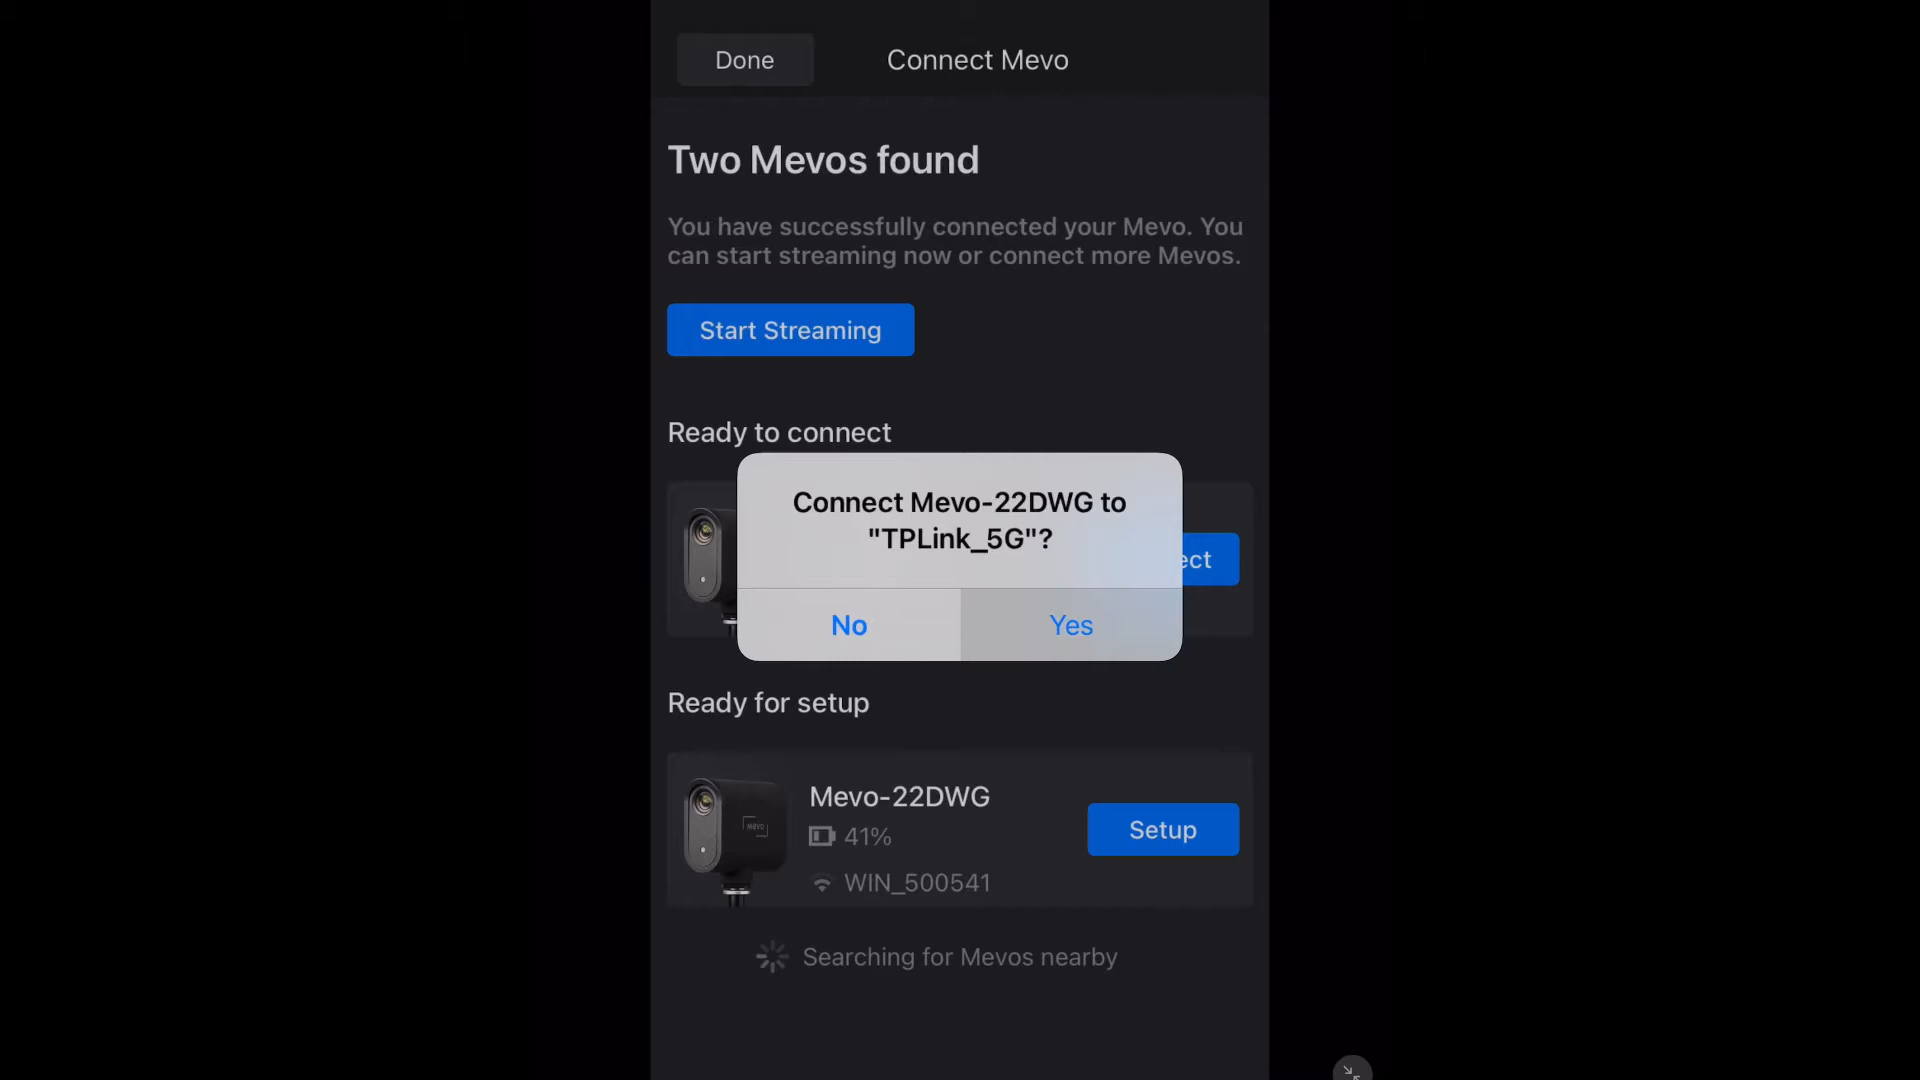 Done
Connect Mevo
Two Mevos found
You have successfully connected your Mevo. You
can start streaming now or connect more Mevos.
Start Streaming
Ready to connect
Connect Mevo-22DWG to
"TPLink_5G"?
ect
No
Yes
Ready for setup
Mevo-22DWG
mevo
41%
Setup
WIN_500541
Searching for Mevos nearby